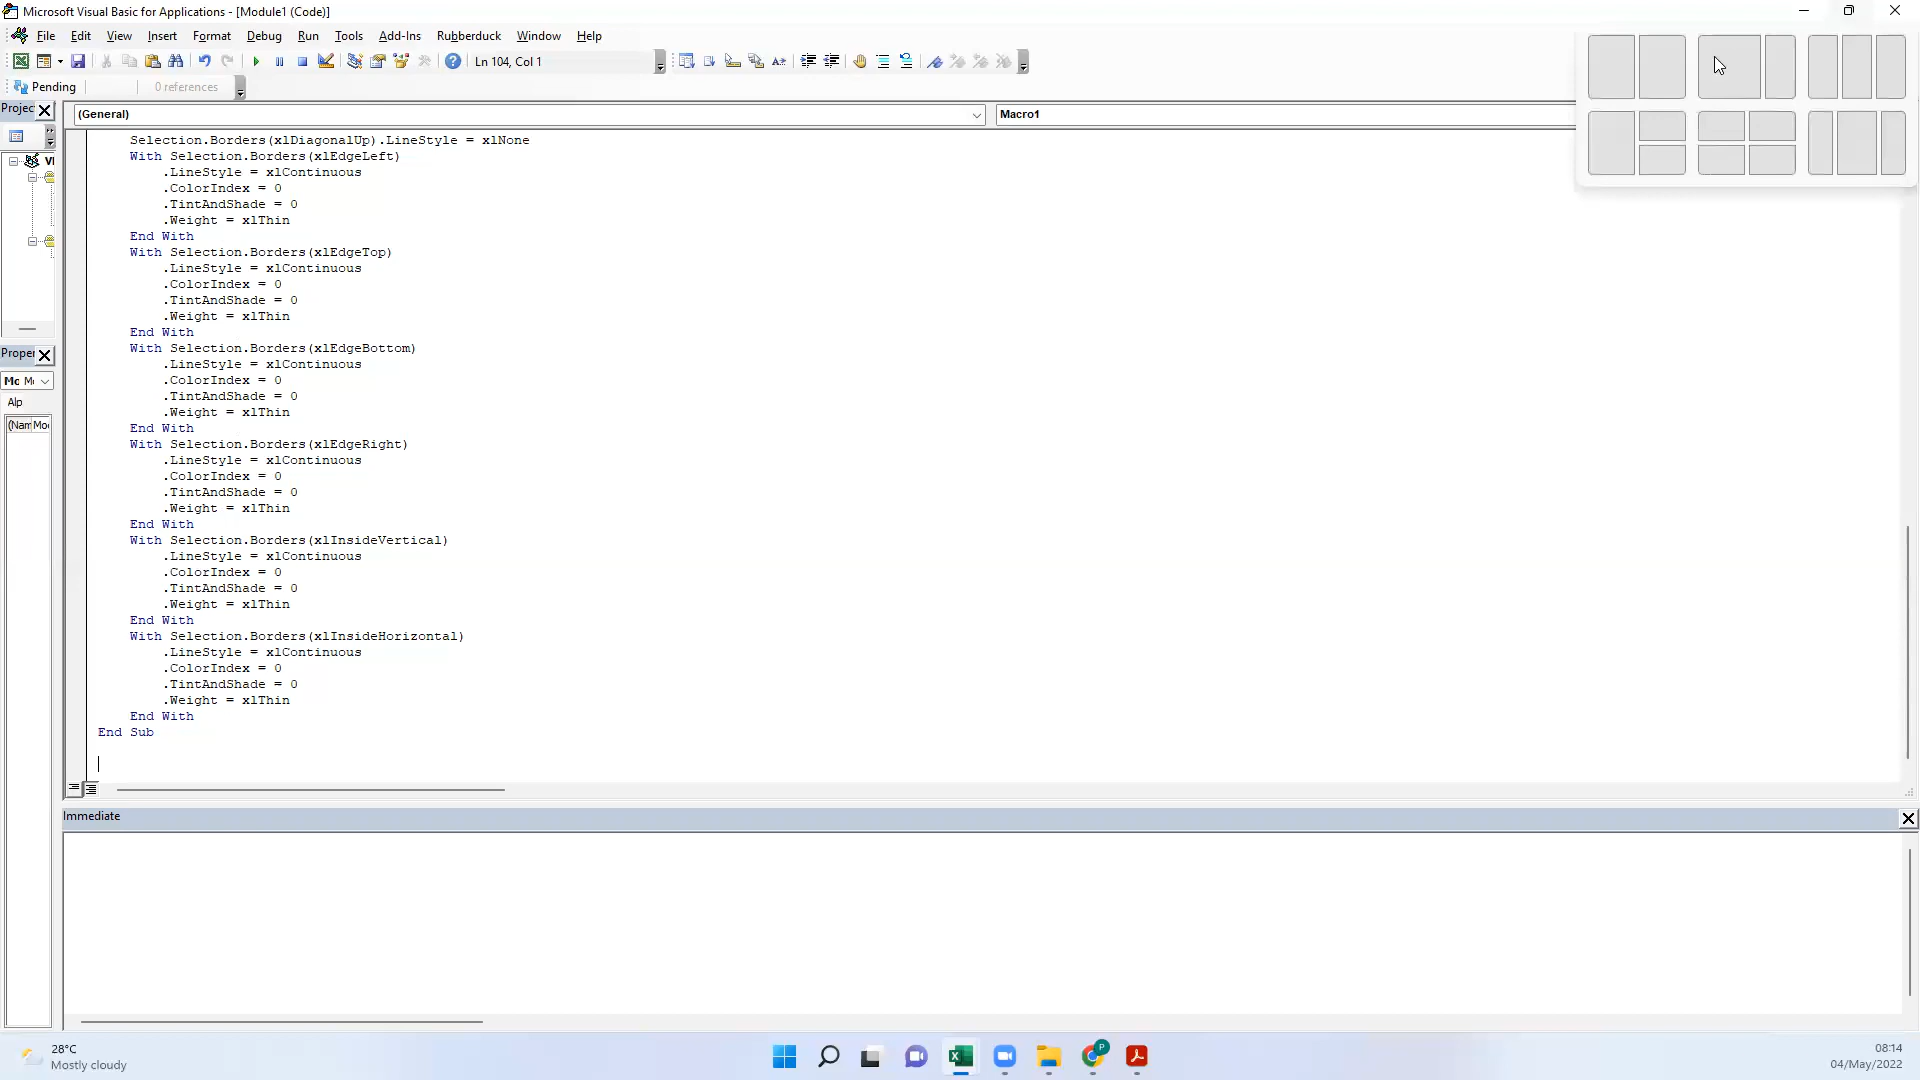 Microsoft Visual Basic for Applications - [Module1 (Code)]
File Edit View Insert Format Debug Run Tools Add-Ins Rubberduck Window Help
Ln 104, Col 1
Pending 0 references
Projec
(General) Macro1
Selection.Borders(xlDiagonalUp).LineStyle = xlNone
With Selection.Borders(xlEdgeLeft)
.LineStyle = xlContinuous
.ColorIndex = 0
.TintAndShade = 0
.Weight = xlThin
End With
With Selection.Borders(xlEdgeTop)
.LineStyle = xlContinuous
.ColorIndex = 0
.TintAndShade = 0
.Weight = xlThin
End With
With Selection.Borders(xlEdgeBottom)
.LineStyle = xlContinuous
.ColorIndex = 0
.TintAndShade = 0
.Weight = xlThin
End With
With Selection.Borders(xlEdgeRight)
.LineStyle = xlContinuous
.ColorIndex = 0
.TintAndShade = 0
.Weight = xlThin
End With
With Selection.Borders(xlInsideVertical)
.LineStyle = xlContinuous
.ColorIndex = 0
.TintAndShade = 0
.Weight = xlThin
End With
With Selection.Borders(xlInsideHorizontal)
.LineStyle = xlContinuous
.ColorIndex = 0
.TintAndShade = 0
.Weight = xlThin
End With
End Sub
Proper
Alp
(Nam Mo
Immediate
28°C
Mostly cloudy
08:14
04/May/2022